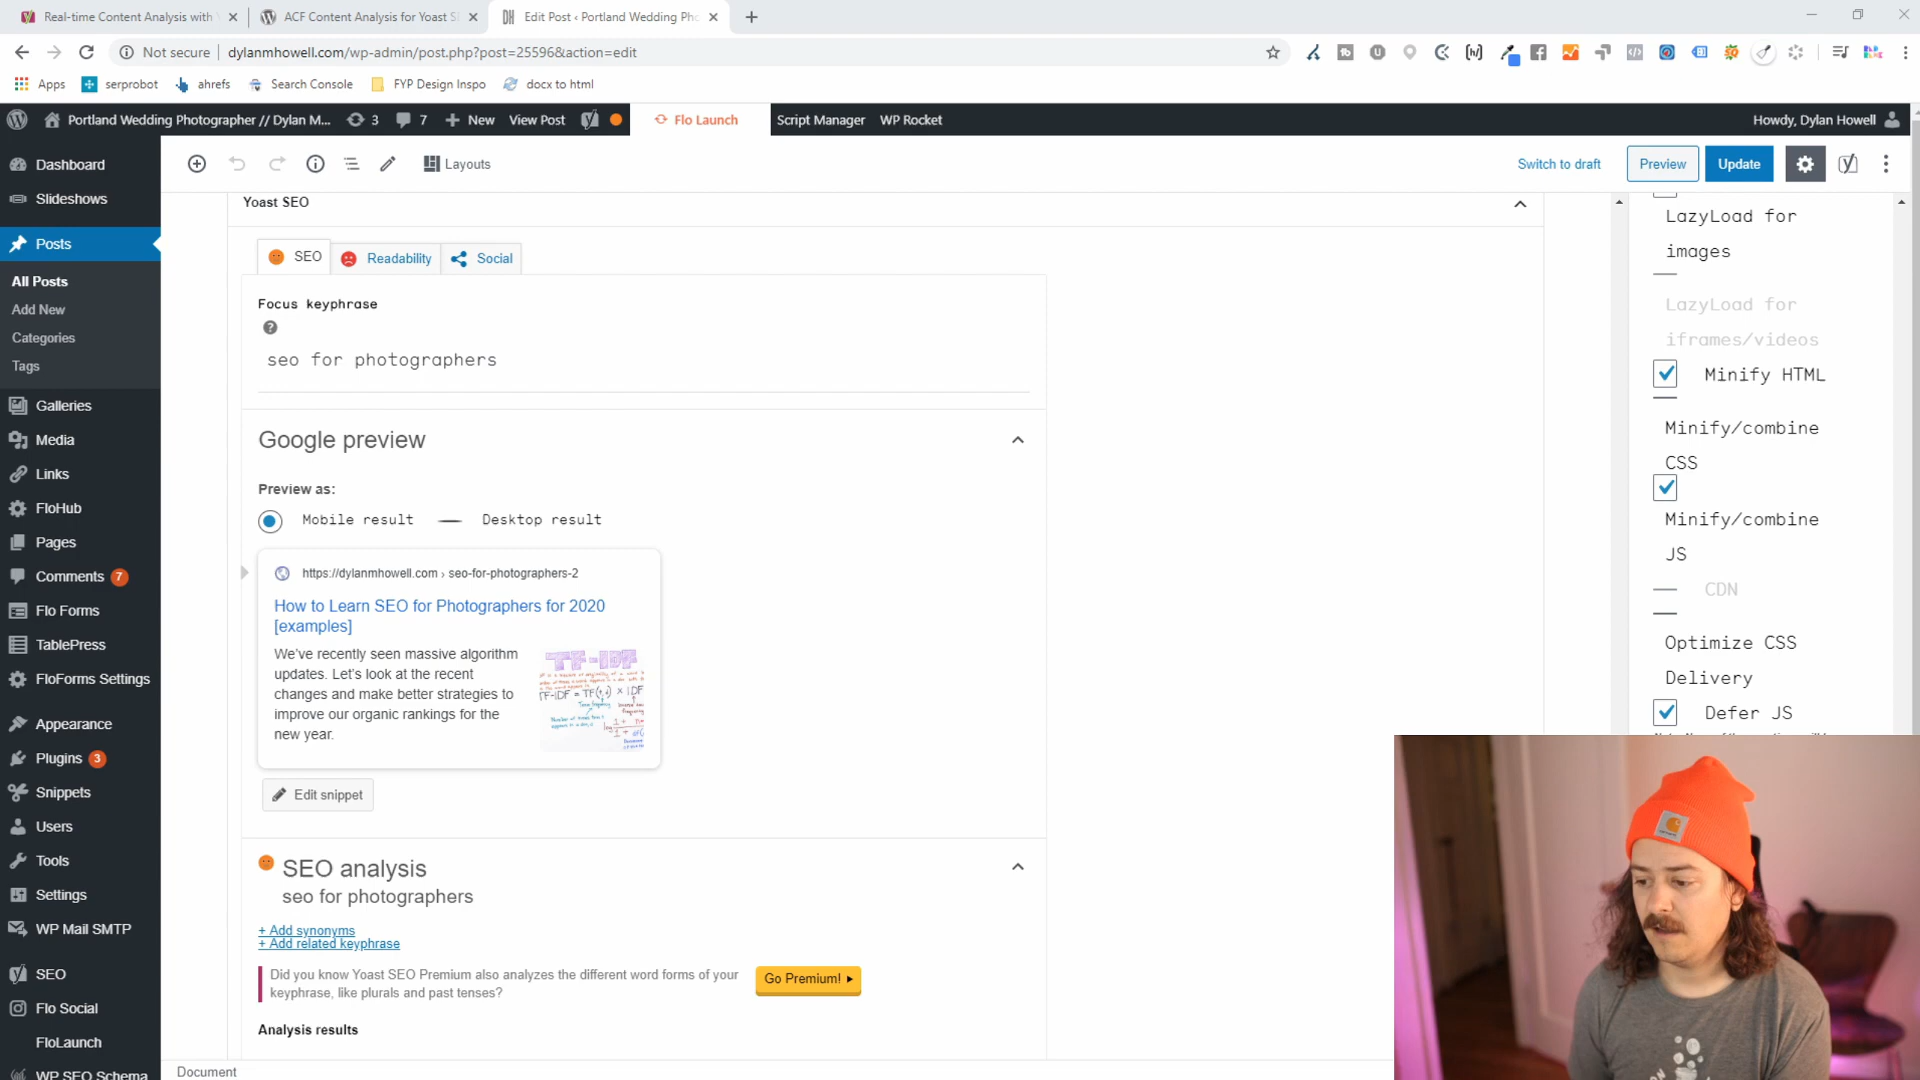 Real-time Content Analysis with
ACF Content Analysis for Yoast S
Edit Post ‹ Portland Wedding Pho
Not secure
dylanmhowell.com/wp-admin/post.php?post=25596&action=edit
Apps
serprobot
ahrefs
Search Console
FYP Design Inspo
docx to html
Portland Wedding Photographer // Dylan M...
3
7
New
View Post
Flo Launch
Script Manager
WP Rocket
Howdy, Dylan Howell
Dashboard
Slideshows
Posts
All Posts
Add New
Categories
Tags
Galleries
Media
Links
FloHub
Pages
Comments 7
Flo Forms
TablePress
FloForms Settings
Appearance
Plugins 3
Snippets
Users
Tools
Settings
WP Mail SMTP
SEO
Flo Social
FloLaunch
WP SEO Schema
Layouts
Switch to draft
Preview
Update
Yoast SEO
SEO
Readability
Social
Focus keyphrase
seo for photographers
Google preview
Preview as:
Mobile result
Desktop result
https://dylanmhowell.com › seo-for-photographers-2
How to Learn SEO for Photographers for 2020
[examples]
We've recently seen massive algorithm
updates. Let's look at the recent
changes and make better strategies to
improve our organic rankings for the
new year.
TF-IDF
Edit snippet
SEO analysis
seo for photographers
+ Add synonyms
+ Add related keyphrase
Did you know Yoast SEO Premium also analyzes the different word forms of your
keyphrase, like plurals and past tenses?
Go Premium!
Analysis results
Document
LazyLoad for
images
LazyLoad for
iframes/videos
Minify HTML
Minify/combine
CSS
Minify/combine
JS
CDN
Optimize CSS
Delivery
Defer JS